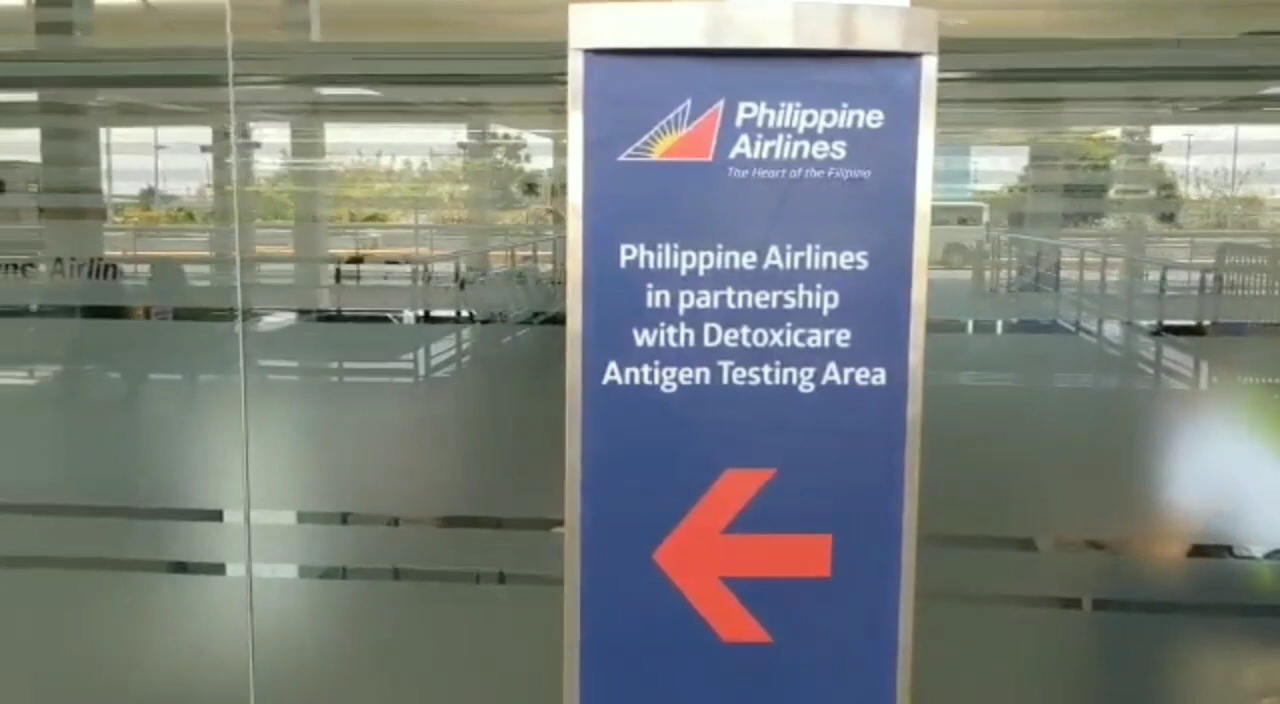 Philippine
Airlines
The Heart of the Filipino
Philippine Airlines
in partnership
with Detoxicare
Antigen Testing Area